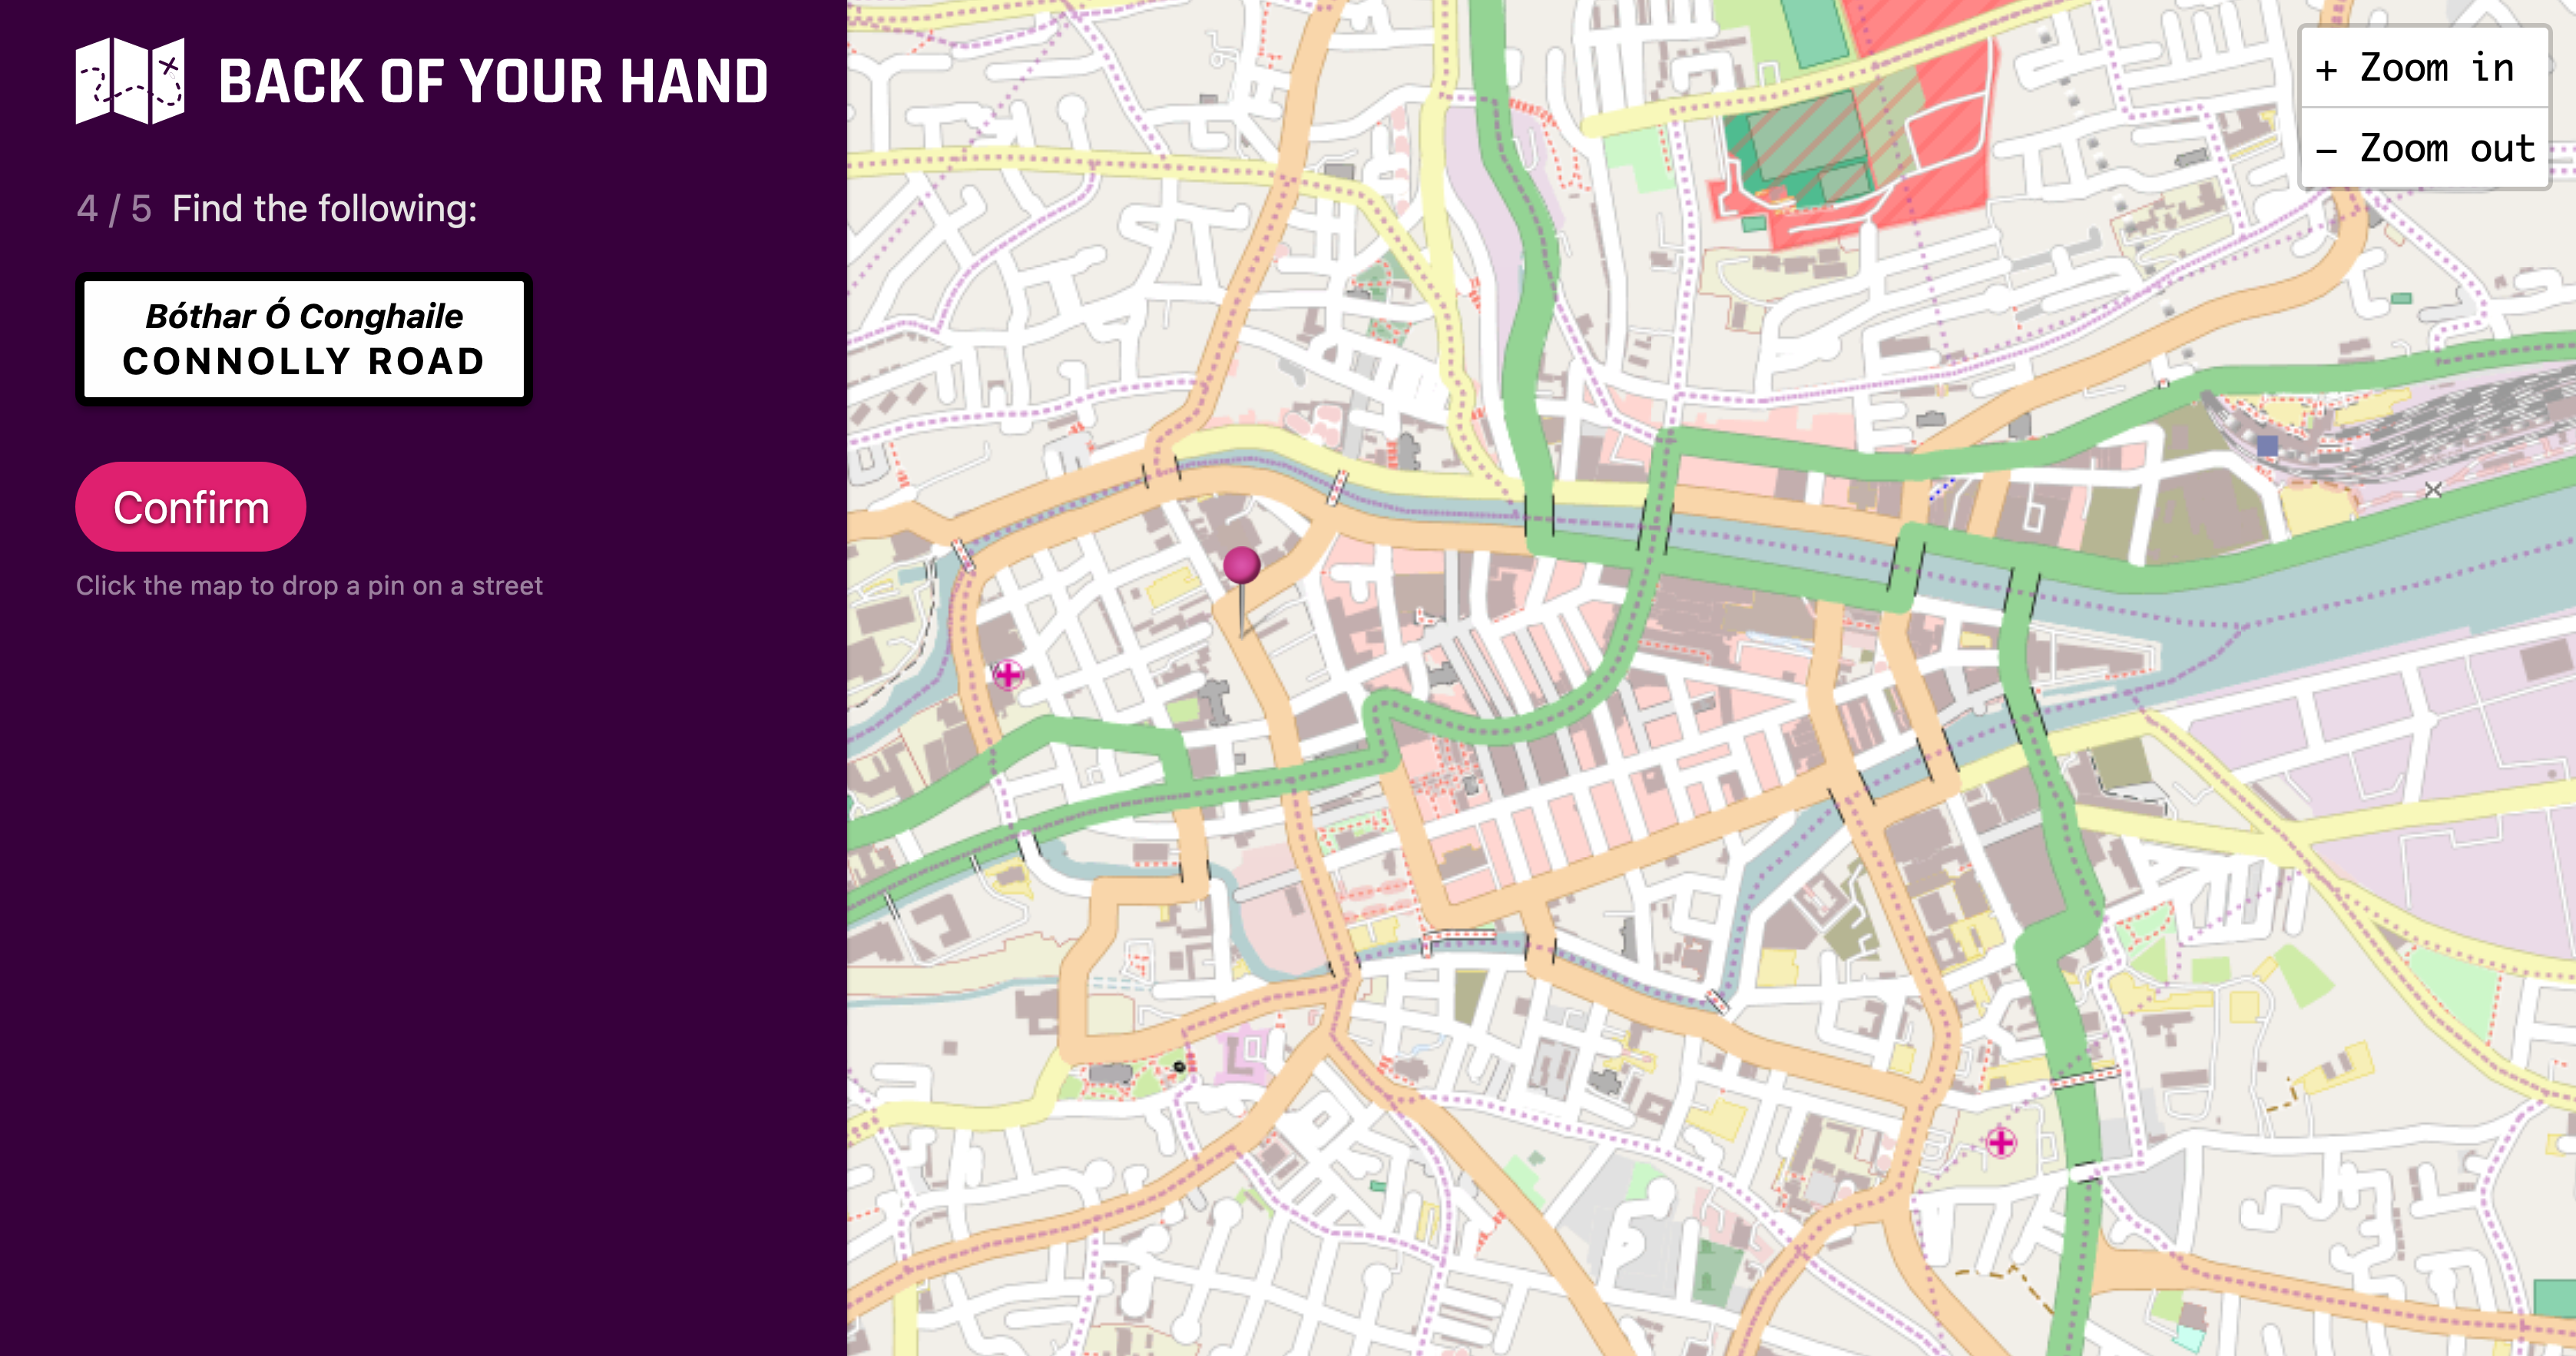 BACK OF YOUR HAND
4 / 5 Find the following:
Bóthar Ó Conghaile
CONNOLLY ROAD
Confirm
Click the map to drop a pin on a street
+ Zoom in
− Zoom out